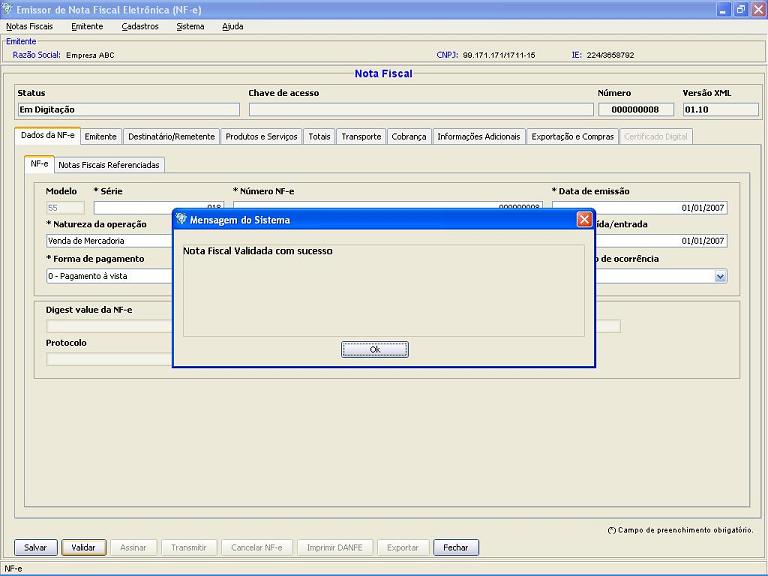 Emissor de Nota Fiscal Eletrônica (NF-e)
Notas Fiscais Emitente Cadastros Sistema Ajuda
Emitente
Razão Social: Empresa ABC CNPJ: 99.171.171/1711-15 IE: 224/3658792
Nota Fiscal
Status Chave de acesso Número Versão XML
Em Digitação 000000008 01.10
Dados da NF-e Emitente Destinatário/Remetente Produtos e Serviços Totais Transporte Cobrança Informações Adicionais Exportação e Compras Certificado Digital
NF-e Notas Fiscais Referenciadas
Modelo * Série * Número NF-e * Data de emissão
55 018 000000008 01/01/2007
* Natureza da operação ída/entrada
Venda de Mercadoria 01/01/2007
* Forma de pagamento o de ocorrência
0 - Pagamento à vista
Digest value da NF-e
Protocolo
Mensagem do Sistema
Nota Fiscal Validada com sucesso
Ok
(*) Campo de preenchimento obrigatório.
Salvar Validar Assinar Transmitir Cancelar NF-e Imprimir DANFE Exportar Fechar
NF-e